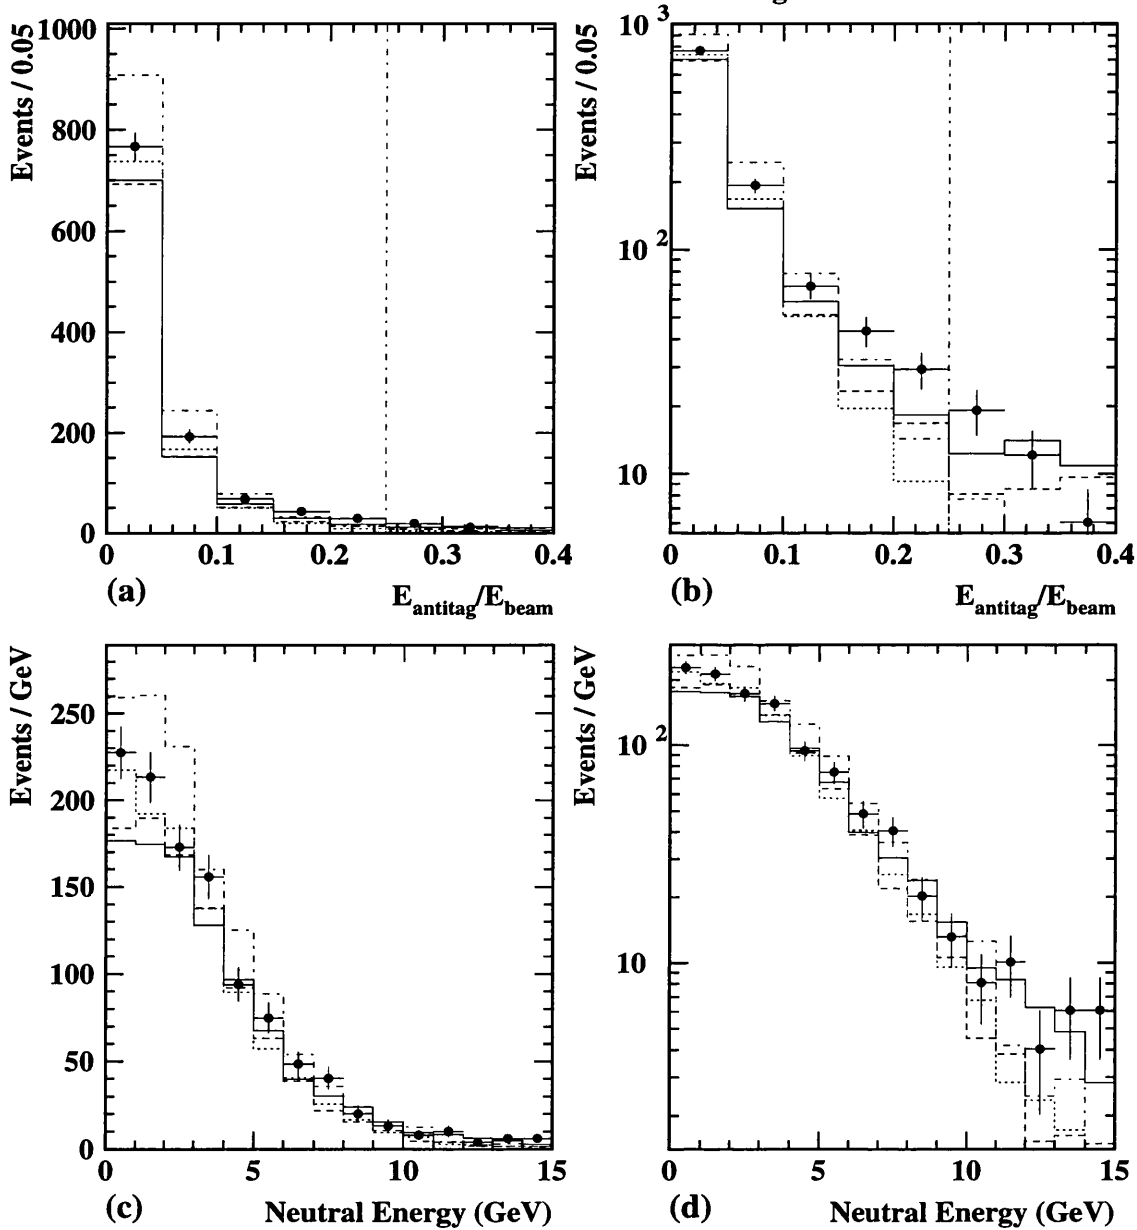 1000
800
600
400
200
0
Events / 0.05
0 0.1 0.2 0.3 0.4
(a) E_antitag/E_beam
10^3
10^2
10
Events / 0.05
0 0.1 0.2 0.3 0.4
(b) E_antitag/E_beam
250
200
150
100
50
0
Events / GeV
0 5 10 15
(c) Neutral Energy (GeV)
10^2
10
Events / GeV
0 5 10 15
(d) Neutral Energy (GeV)